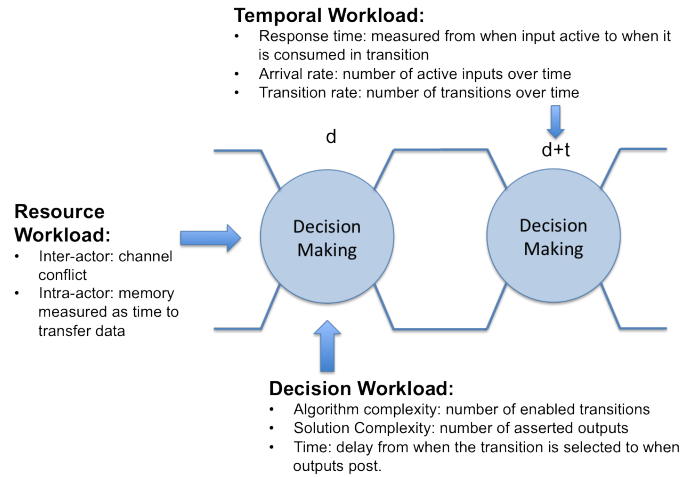 Temporal Workload:
• Response time: measured from when input active to when it
is consumed in transition
• Arrival rate: number of active inputs over time
• Transition rate: number of transitions over time
d
d+t
Resource
Workload:
• Inter-actor: channel
conflict
• Intra-actor: memory
measured as time to
transfer data
Decision
Making
Decision
Making
Decision Workload:
• Algorithm complexity: number of enabled transitions
• Solution Complexity: number of asserted outputs
• Time: delay from when the transition is selected to when
outputs post.